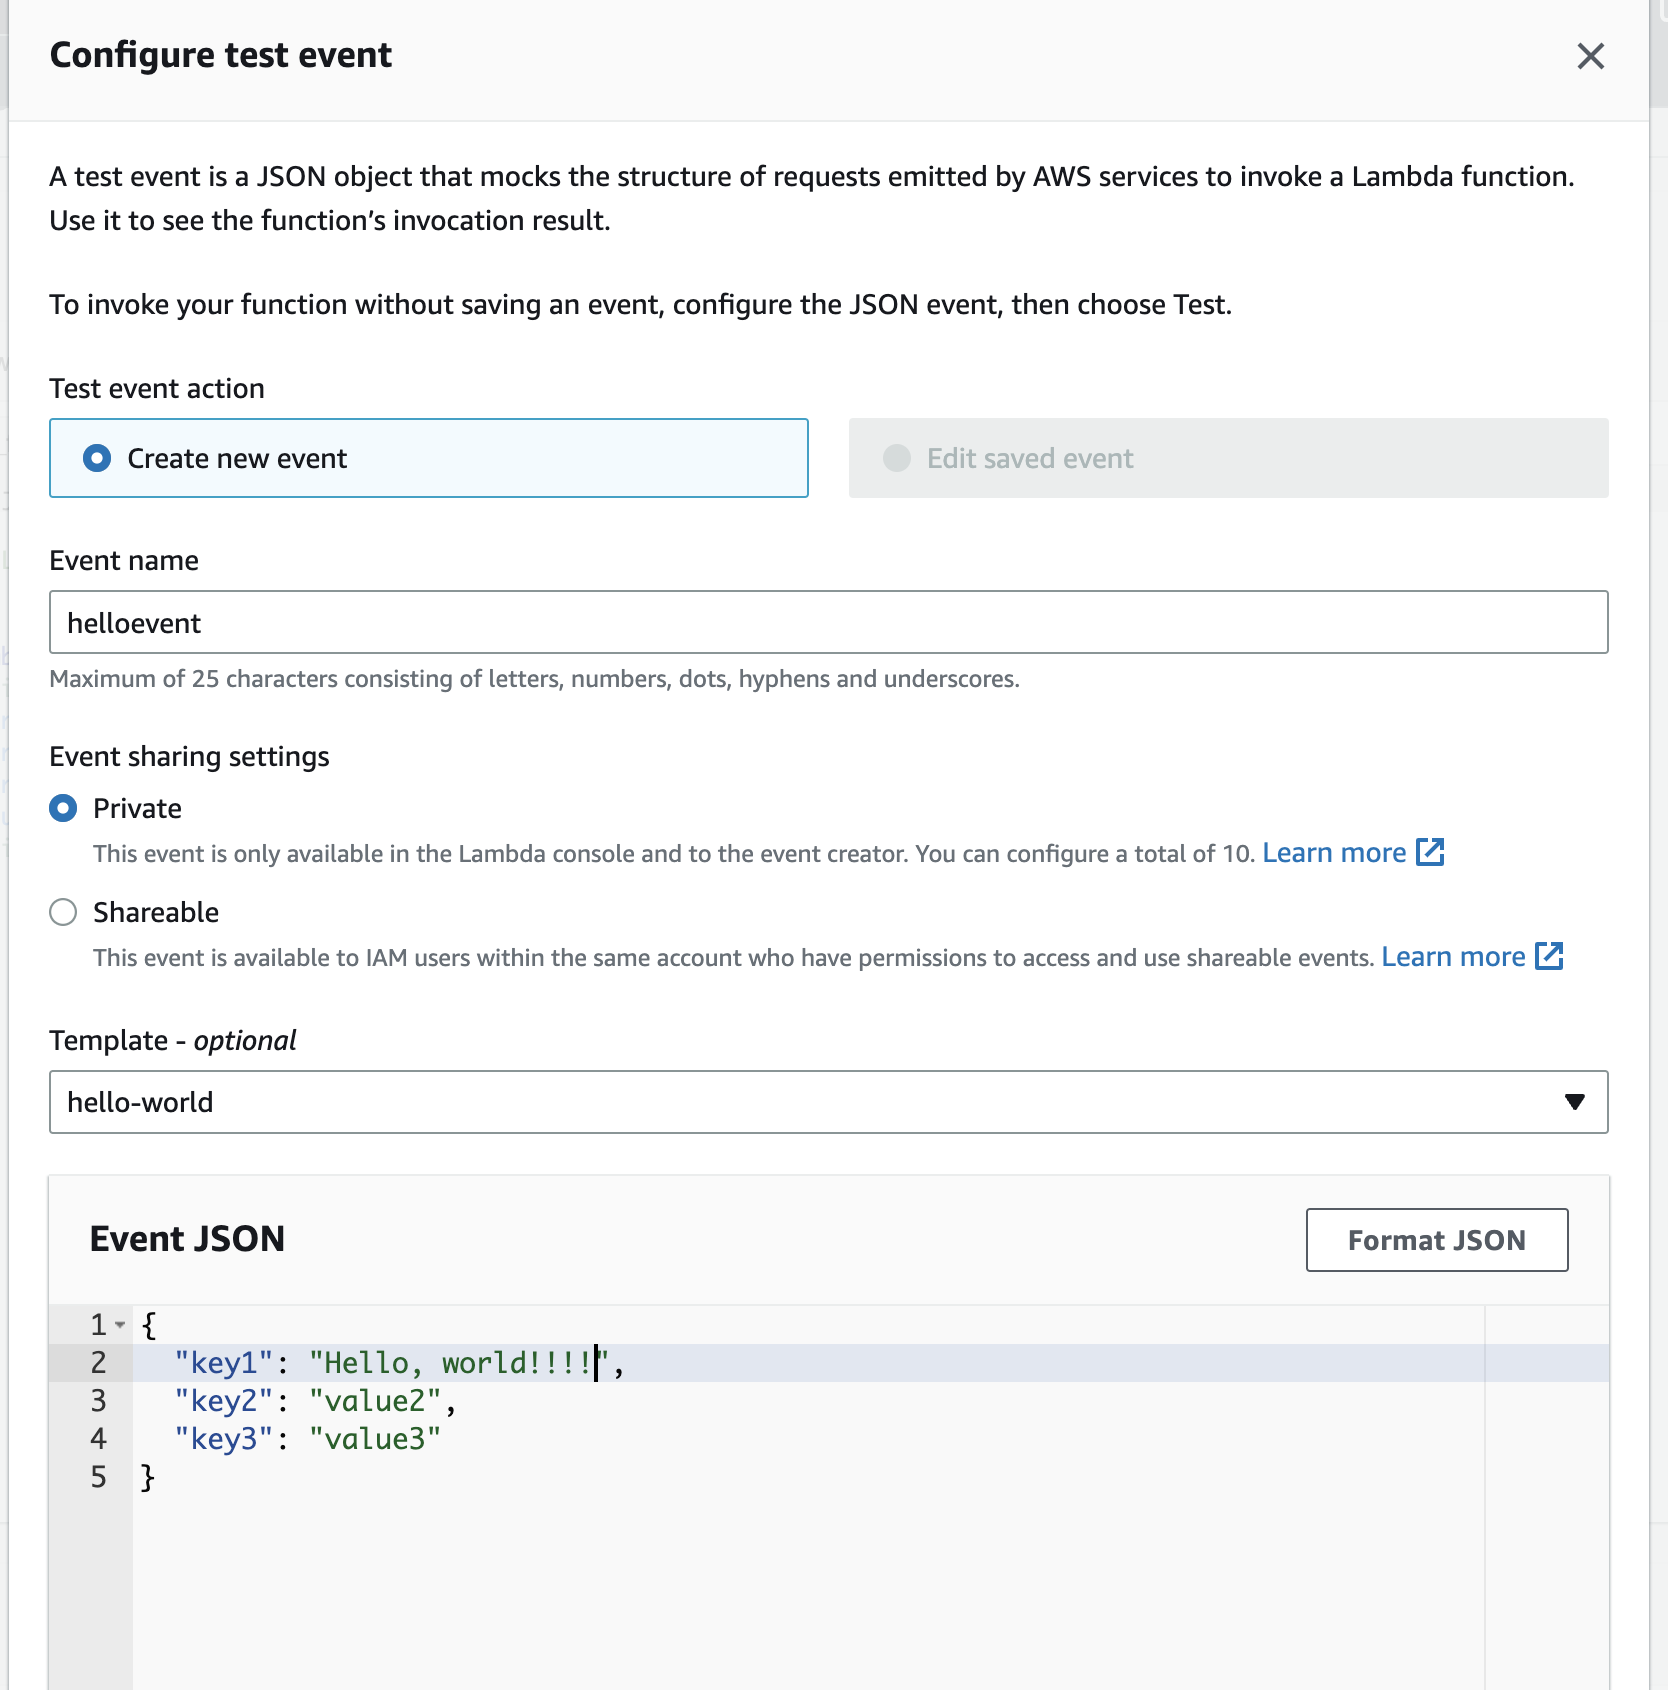 Configure test event
A test event is a JSON object that mocks the structure of requests emitted by AWS services to invoke a Lambda function.
Use it to see the function’s invocation result.
To invoke your function without saving an event, configure the JSON event, then choose Test.
Test event action
Create new event
Edit saved event
Event name
helloevent
Maximum of 25 characters consisting of letters, numbers, dots, hyphens and underscores.
Event sharing settings
Private
This event is only available in the Lambda console and to the event creator. You can configure a total of 10. Learn more
Shareable
This event is available to IAM users within the same account who have permissions to access and use shareable events. Learn more
Template - optional
hello-world
Event JSON
Format JSON
1 {
2 "key1": "Hello, world!!!!",
3 "key2": "value2",
4 "key3": "value3"
5 }